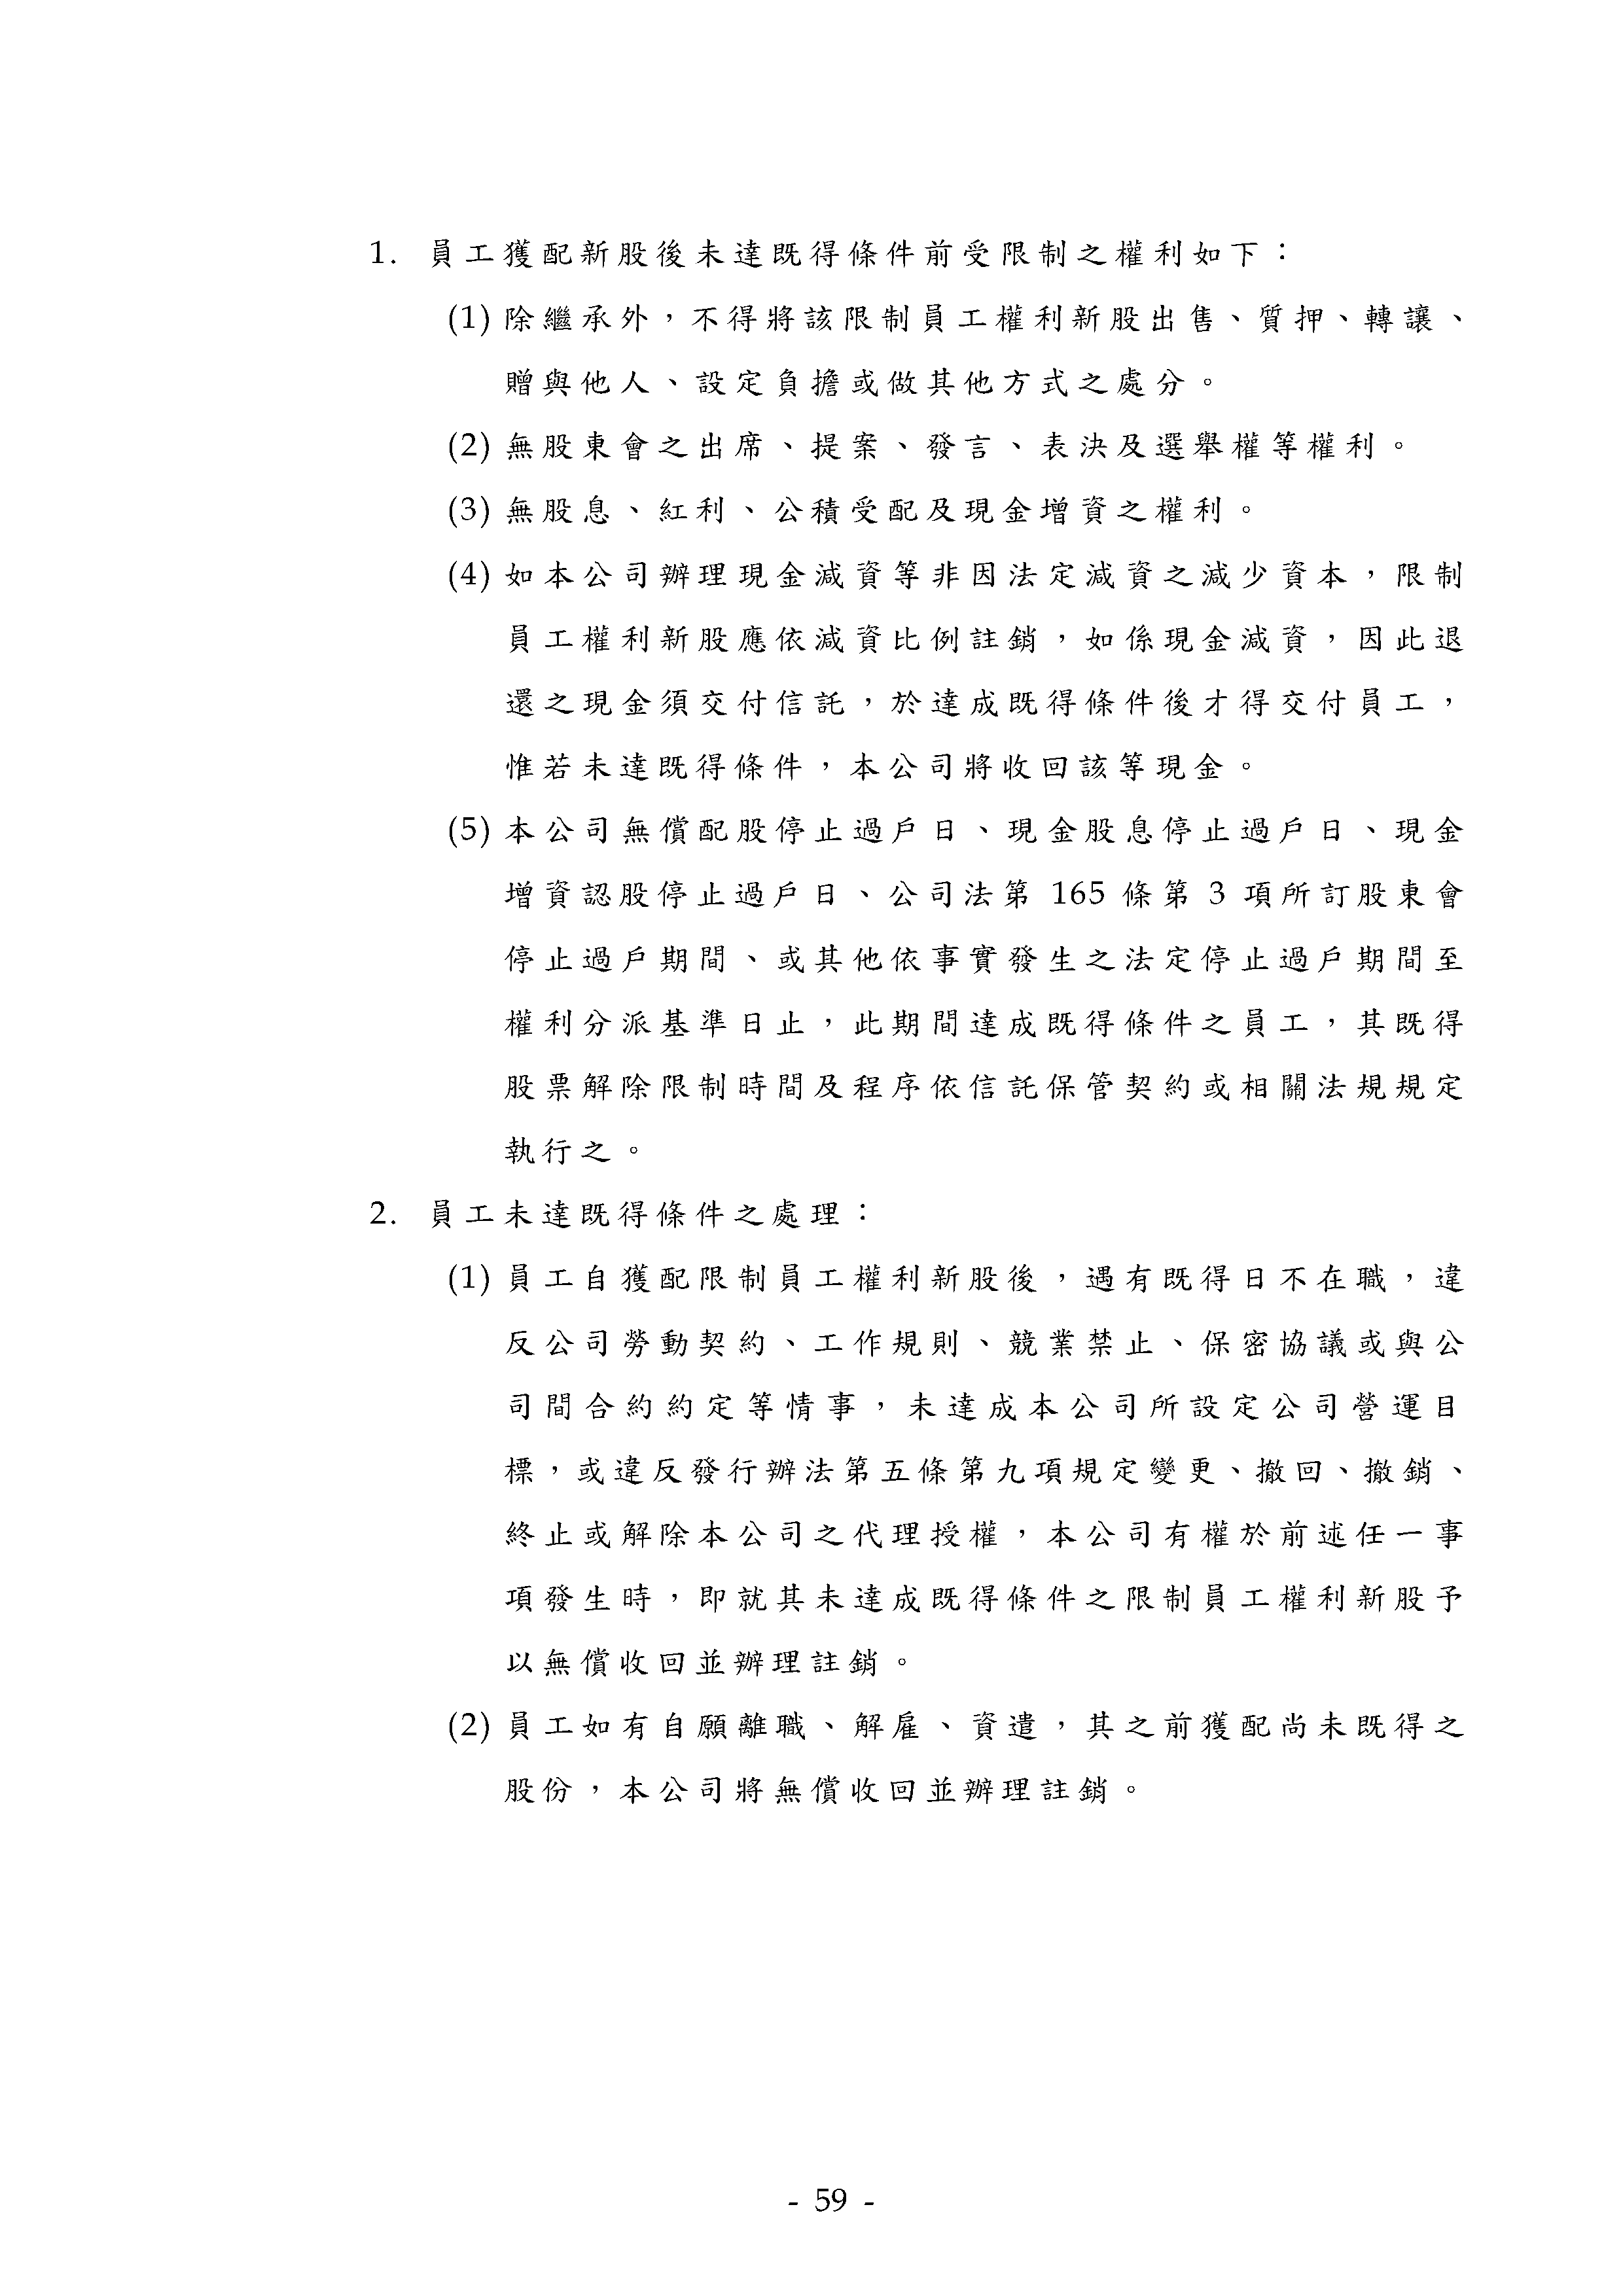 1. 員工獲配新股後未達既得條件前受限制之權利如下：
(1) 除繼承外，不得將該限制員工權利新股出售、質押、轉讓、
贈與他人、設定負擔或做其他方式之處分。
(2) 無股東會之出席、提案、發言、表決及選舉權等權利。
(3) 無股息、紅利、公積受配及現金增資之權利。
(4) 如本公司辦理現金減資等非因法定減資之減少資本，限制
員工權利新股應依減資比例註銷，如係現金減資，因此退
還之現金須交付信託，於達成既得條件後才得交付員工，
惟若未達既得條件，本公司將收回該等現金。
(5) 本公司無償配股停止過戶日、現金股息停止過戶日、現金
增資認股停止過戶日、公司法第 165 條第 3 項所訂股東會
停止過戶期間、或其他依事實發生之法定停止過戶期間至
權利分派基準日止，此期間達成既得條件之員工，其既得
股票解除限制時間及程序依信託保管契約或相關法規規定
執行之。
2. 員工未達既得條件之處理：
(1) 員工自獲配限制員工權利新股後，遇有既得日不在職，違
反公司勞動契約、工作規則、競業禁止、保密協議或與公
司間合約約定等情事，未達成本公司所設定公司營運目
標，或違反發行辦法第五條第九項規定變更、撤回、撤銷、
終止或解除本公司之代理授權，本公司有權於前述任一事
項發生時，即就其未達成既得條件之限制員工權利新股予
以無償收回並辦理註銷。
(2) 員工如有自願離職、解雇、資遣，其之前獲配尚未既得之
股份，本公司將無償收回並辦理註銷。
- 59 -